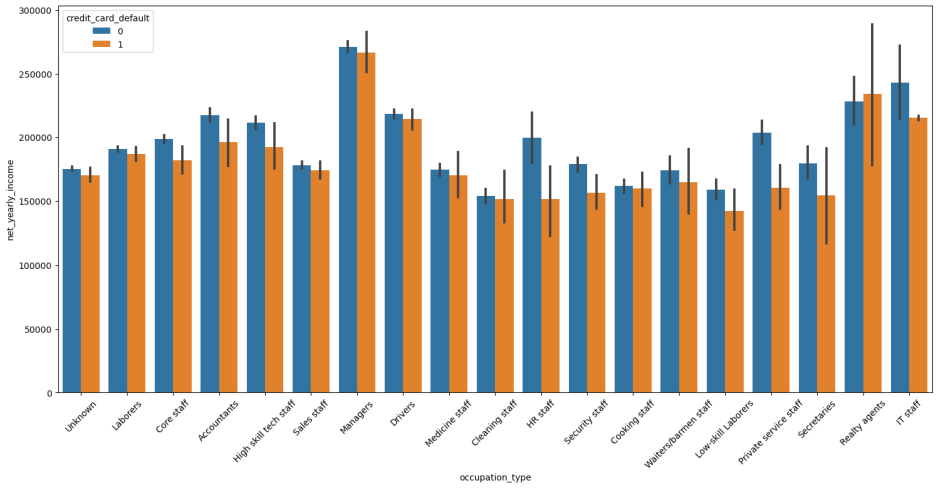 credit_card_default
0
1
net_yearly_income
300000
250000
200000
150000
100000
50000
0
Unknown
Laborers
Core staff
Accountants
High skill tech staff
Sales staff
Managers
Drivers
Medicine staff
Cleaning staff
HR staff
Security staff
Cooking staff
Waiters/barmen staff
Low-skill Laborers
Private service staff
Secretaries
Realty agents
IT staff
occupation_type